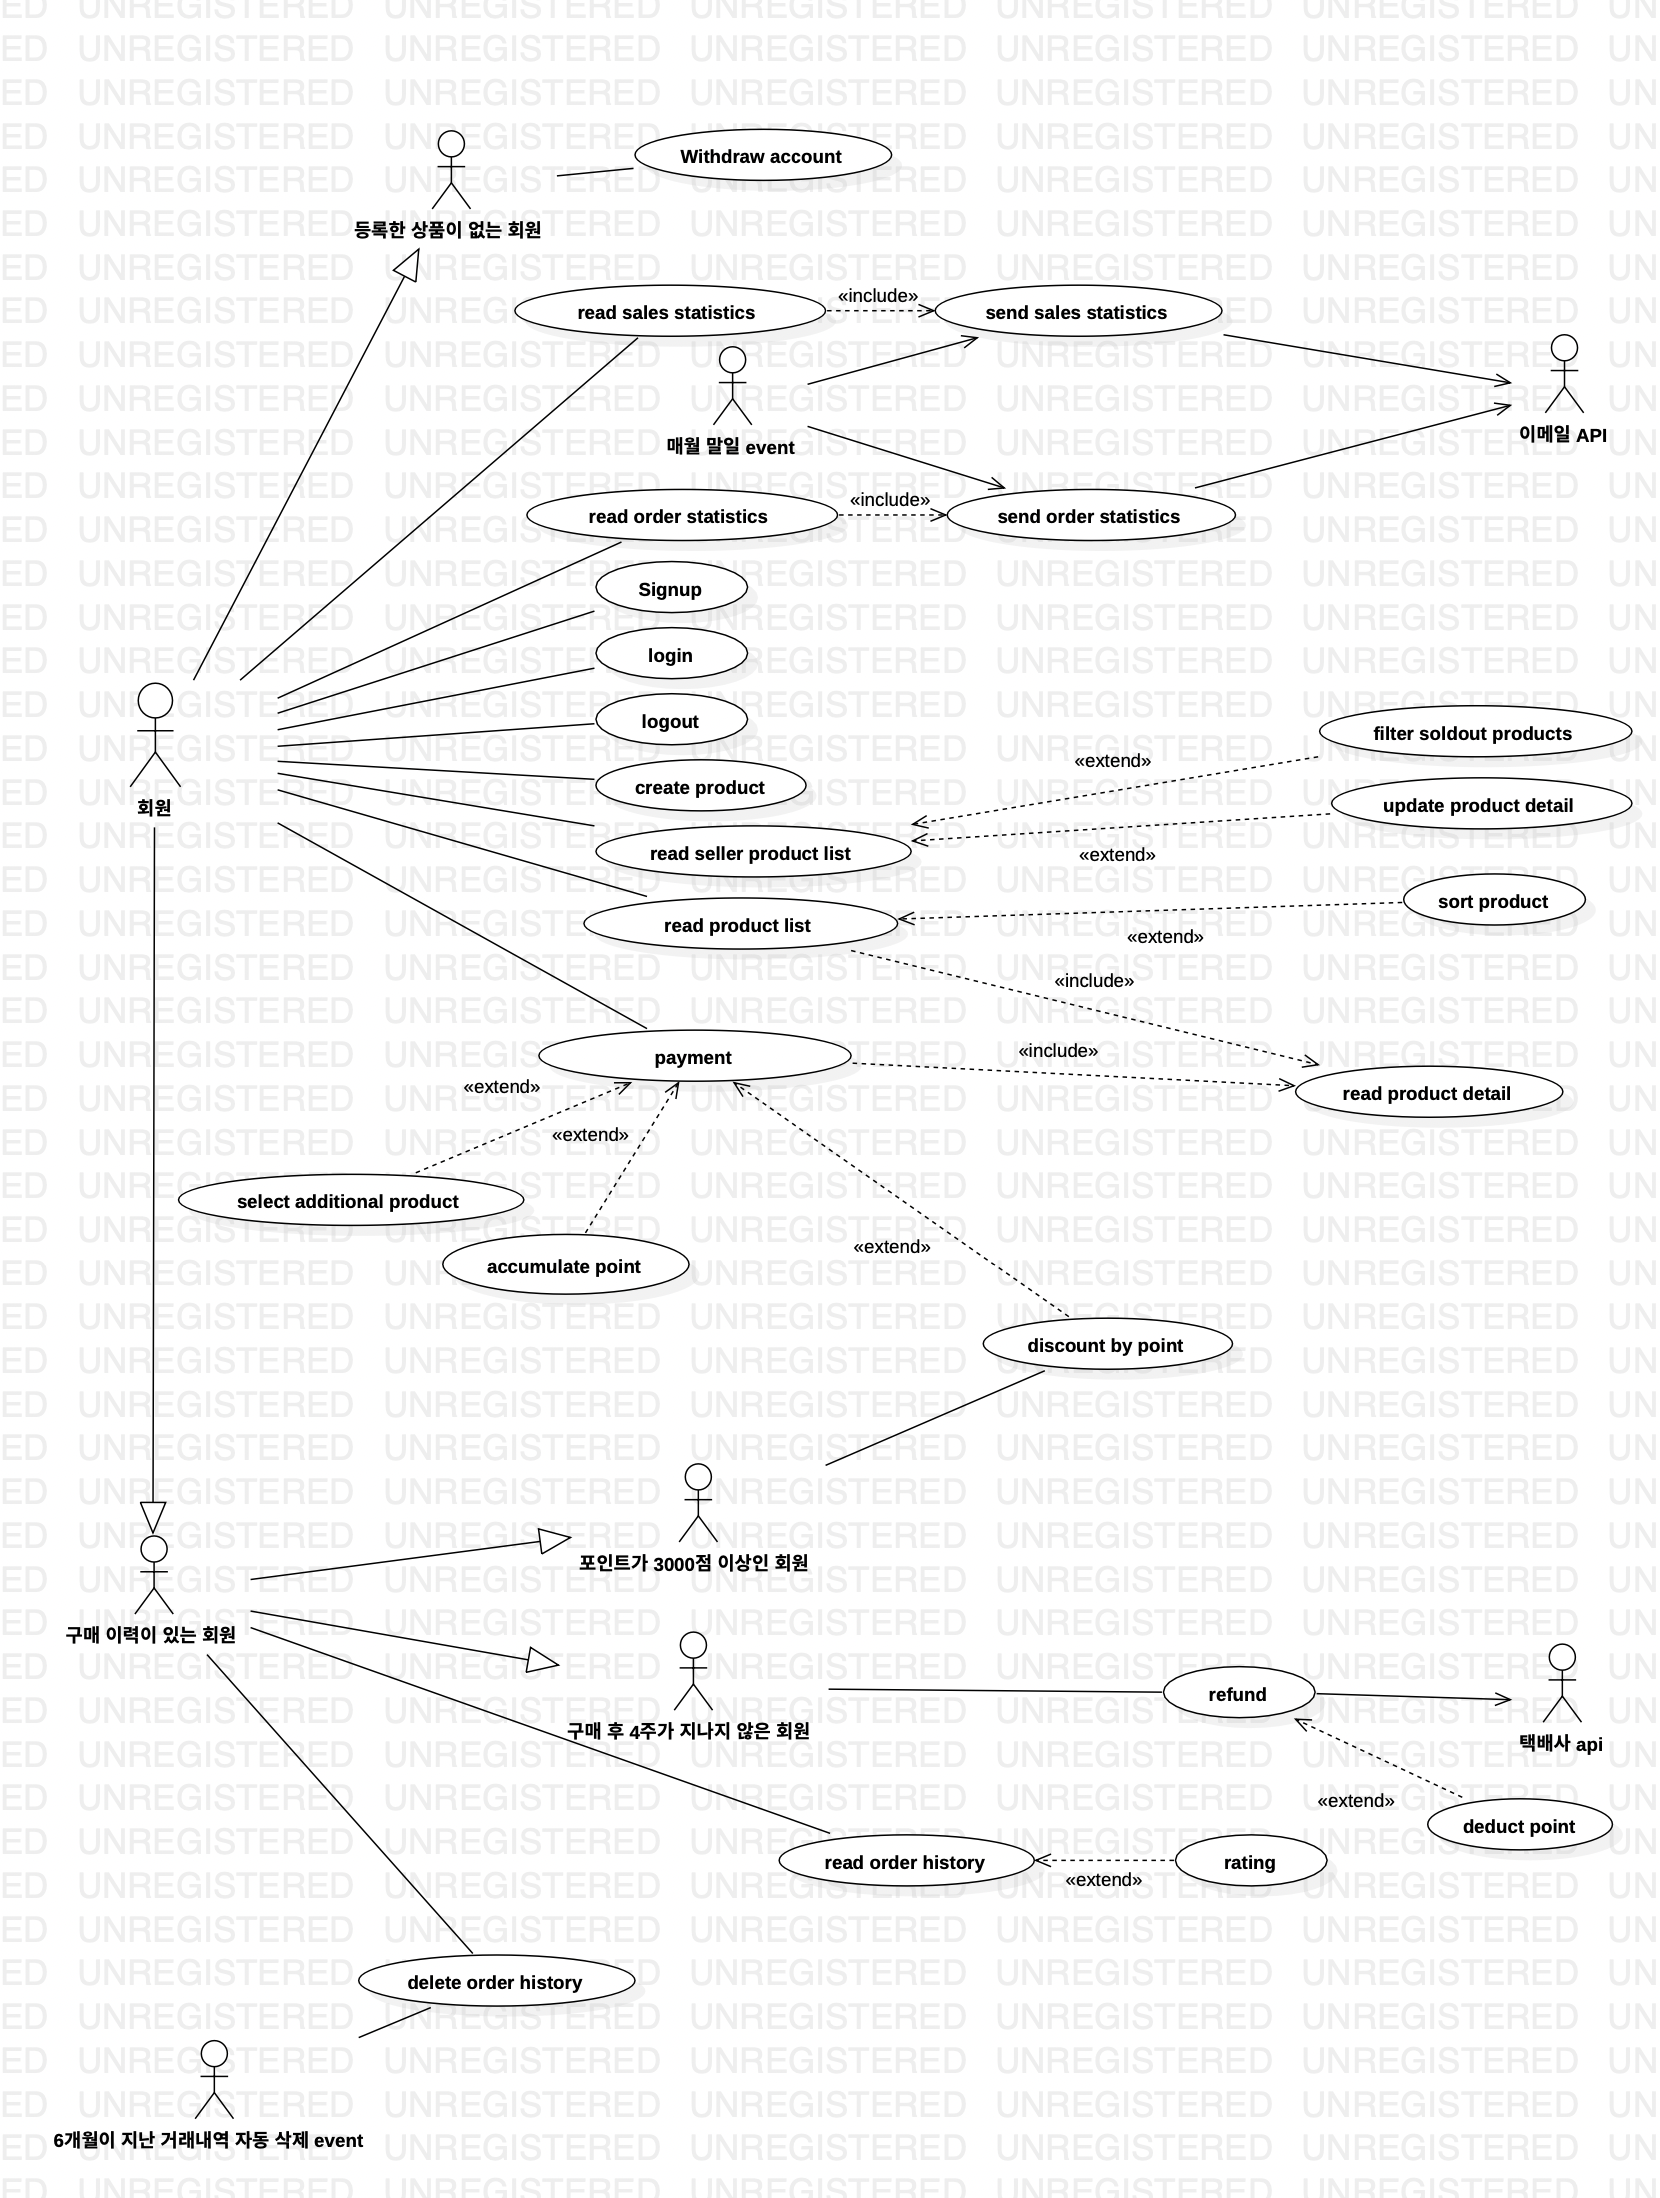 UNREGISTERED
Withdraw account
등록한 상품이 없는 회원
read sales statistics
«include»
send sales statistics
매월 말일 event
이메일 API
read order statistics
«include»
send order statistics
Signup
login
logout
filter soldout products
«extend»
회원
create product
update product detail
read seller product list
«extend»
sort product
read product list
«extend»
«include»
payment
«include»
«extend»
read product detail
«extend»
select additional product
«extend»
accumulate point
discount by point
포인트가 3000점 이상인 회원
구매 이력이 있는 회원
refund
구매 후 4주가 지나지 않은 회원
택배사 api
«extend»
deduct point
read order history
rating
«extend»
delete order history
6개월이 지난 거래내역 자동 삭제 event